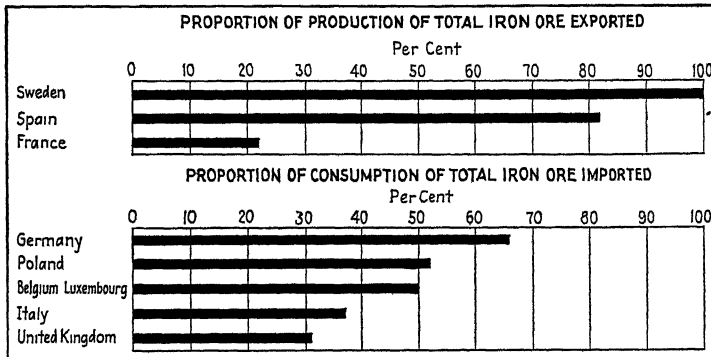 PROPORTION OF PRODUCTION OF TOTAL IRON ORE EXPORTED
Per Cent
0 10 20 30 40 50 60 70 80 90 100
Sweden
Spain
France
PROPORTION OF CONSUMPTION OF TOTAL IRON ORE IMPORTED
Per Cent
0 10 20 30 40 50 60 70 80 90 100
Germany
Poland
Belgium Luxembourg
Italy
United Kingdom